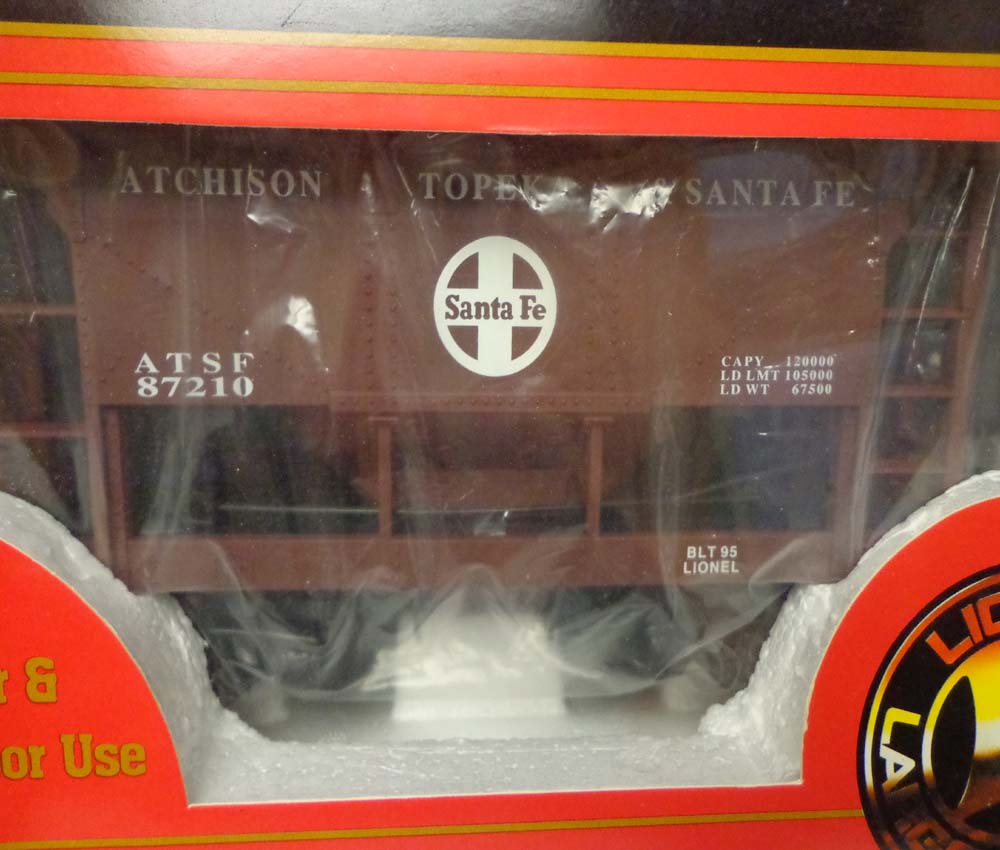 ATCHISON TOPEKA & SANTA FE
Santa Fe
ATSF
87210
CAPY 120000
LD LMT 105000
LD WT 67500
BLT 95
LIONEL
&
or Use